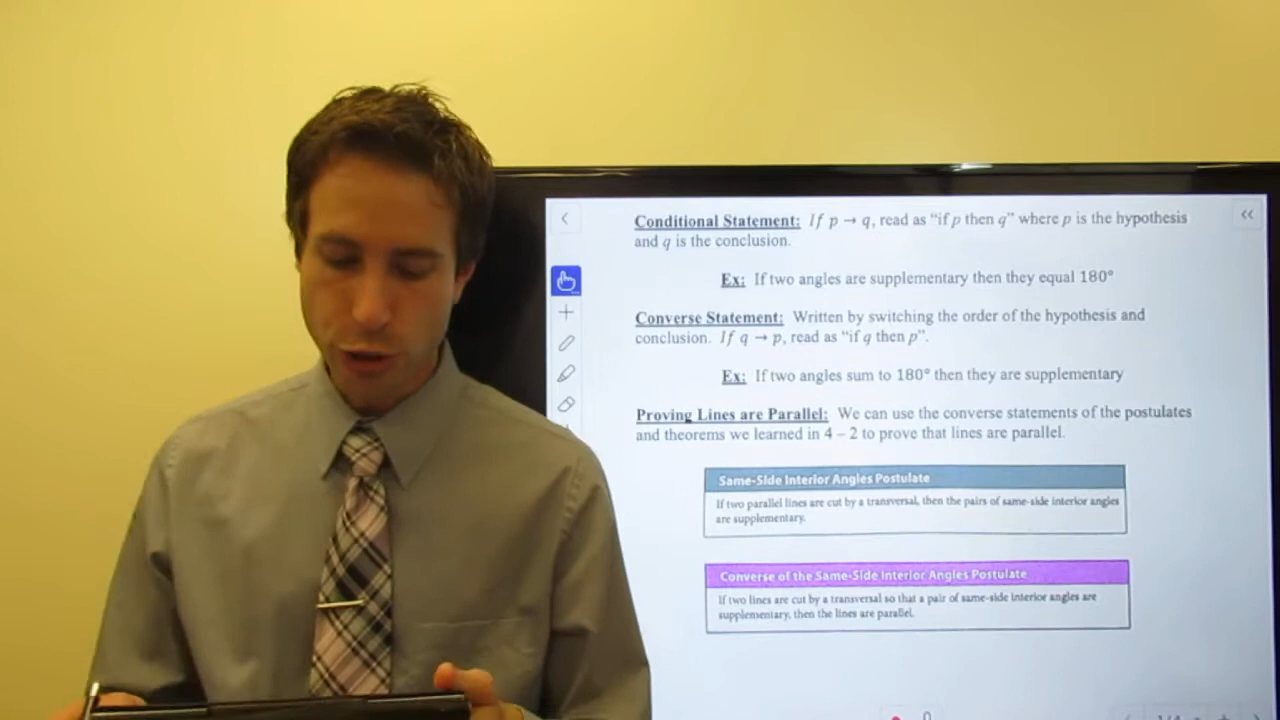 Conditional Statement: If p → q, read as “if p then q” where p is the hypothesis
and q is the conclusion.
Ex: If two angles are supplementary then they equal 180°
Converse Statement: Written by switching the order of the hypothesis and
conclusion. If q → p, read as “if q then p”.
Ex: If two angles sum to 180° then they are supplementary
Proving Lines are Parallel: We can use the converse statements of the postulates
and theorems we learned in 4 – 2 to prove that lines are parallel.
Same-Side Interior Angles Postulate
If two parallel lines are cut by a transversal, then the pairs of same-side interior angles
are supplementary.
Converse of the Same-Side Interior Angles Postulate
If two lines are cut by a transversal so that a pair of same-side interior angles are
supplementary, then the lines are parallel.